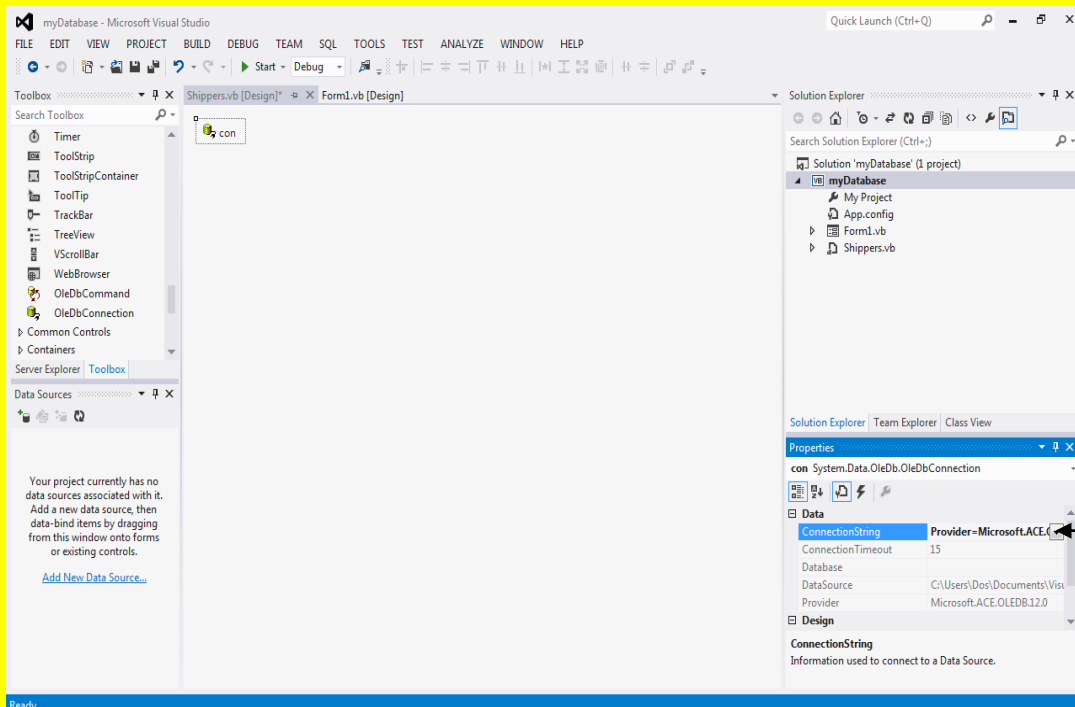 myDatabase - Microsoft Visual Studio
Quick Launch (Ctrl+Q)
FILE EDIT VIEW PROJECT BUILD DEBUG TEAM SQL TOOLS TEST ANALYZE WINDOW HELP
Start Debug
Toolbox
Search Toolbox
Timer
ToolStrip
ToolStripContainer
ToolTip
TrackBar
TreeView
VScrollBar
WebBrowser
OleDbCommand
OleDbConnection
Common Controls
Containers
Server Explorer Toolbox
Data Sources
Your project currently has no
data sources associated with it.
Add a new data source, then
data-bind items by dragging
from this window onto forms
or existing controls.
Add New Data Source...
Shippers.vb [Design]* Form1.vb [Design]
con
Solution Explorer
Search Solution Explorer (Ctrl+;)
Solution 'myDatabase' (1 project)
VB myDatabase
My Project
App.config
Form1.vb
Shippers.vb
Solution Explorer Team Explorer Class View
Properties
con System.Data.OleDb.OleDbConnection
Data
ConnectionString Provider=Microsoft.ACE.
ConnectionTimeout 15
Database
DataSource C:\Users\Dos\Documents\Visu
Provider Microsoft.ACE.OLEDB.12.0
Design
ConnectionString
Information used to connect to a Data Source.
Ready